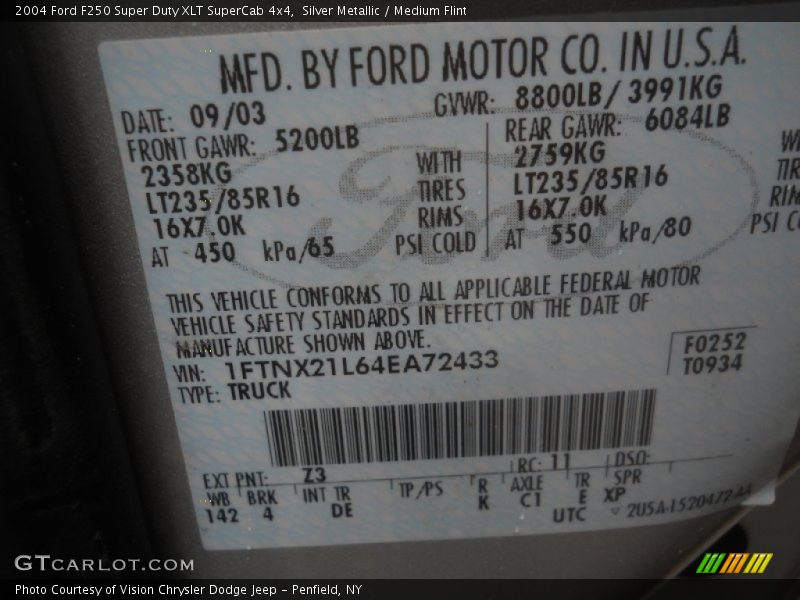 2004 Ford F250 Super Duty XLT SuperCab 4x4, Silver Metallic / Medium Flint
MFD. BY FORD MOTOR CO. IN U.S.A.
DATE: 09/03 GVWR: 8800LB/ 3991KG
FRONT GAWR: 5200LB REAR GAWR: 6084LB
2358KG WITH 2759KG
LT235/85R16 TIRES LT235/85R16
16X7.0K RIMS 16X7.0K
AT 450 kPa/65 PSI COLD AT 550 kPa/80 PSI
THIS VEHICLE CONFORMS TO ALL APPLICABLE FEDERAL MOTOR
VEHICLE SAFETY STANDARDS IN EFFECT ON THE DATE OF
MANUFACTURE SHOWN ABOVE.
VIN: 1FTNX21L64EA72433 F0252
TYPE: TRUCK T0934
EXT PNT: Z3 RC: 11 DSO:
WB BRK INT TR TP/PS R AXLE TR SPR
142 4 DE K C1 E XP
UTC 2USA-1520472-AA
Ford
GTCARLOT.COM
Photo Courtesy of Vision Chrysler Dodge Jeep – Penfield, NY